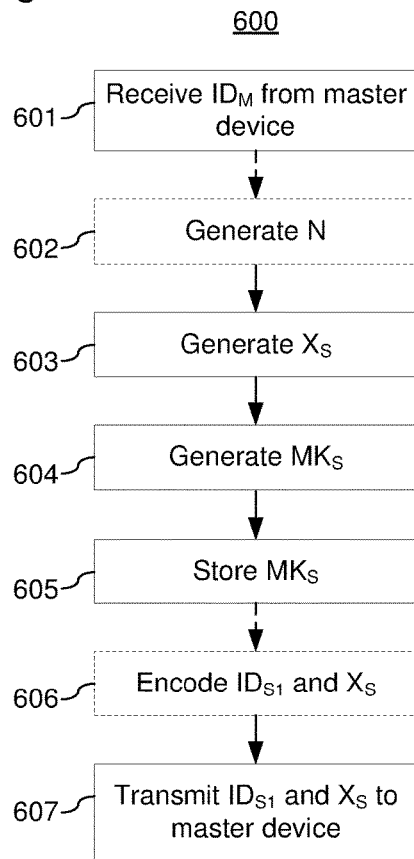 600
601
Receive ID_M from master
device
602
Generate N
603
Generate X_S
604
Generate MK_S
605
Store MK_S
606
Encode ID_S1 and X_S
607
Transmit ID_S1 and X_S to
master device